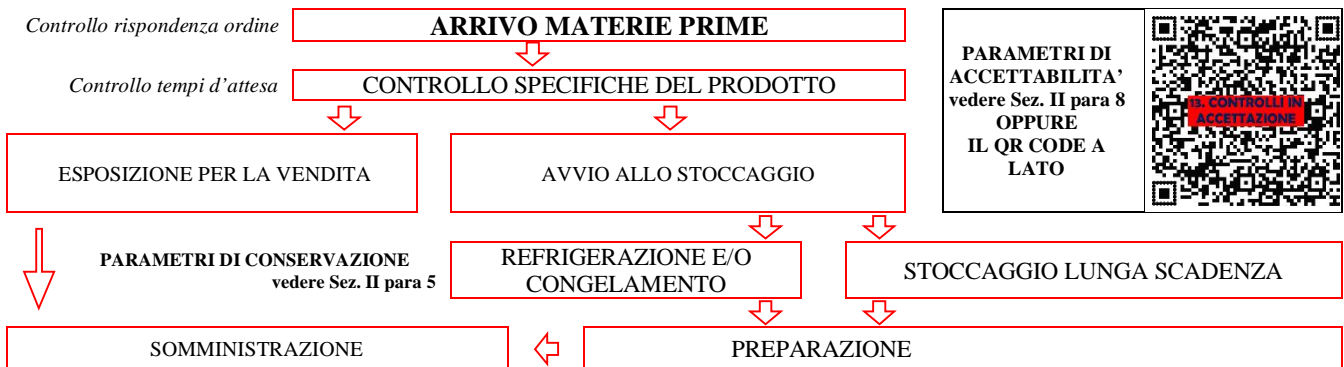 Controllo rispondenza ordine
ARRIVO MATERIE PRIME
Controllo tempi d'attesa
CONTROLLO SPECIFICHE DEL PRODOTTO
PARAMETRI DI
ACCETTABILITA'
vedere Sez. II para 8
OPPURE
IL QR CODE A
LATO
13. CONTROLLI IN
ACCETTAZIONE
ESPOSIZIONE PER LA VENDITA
AVVIO ALLO STOCCAGGIO
PARAMETRI DI CONSERVAZIONE
vedere Sez. II para 5
REFRIGERAZIONE E/O
CONGELAMENTO
STOCCAGGIO LUNGA SCADENZA
SOMMINISTRAZIONE
PREPARAZIONE